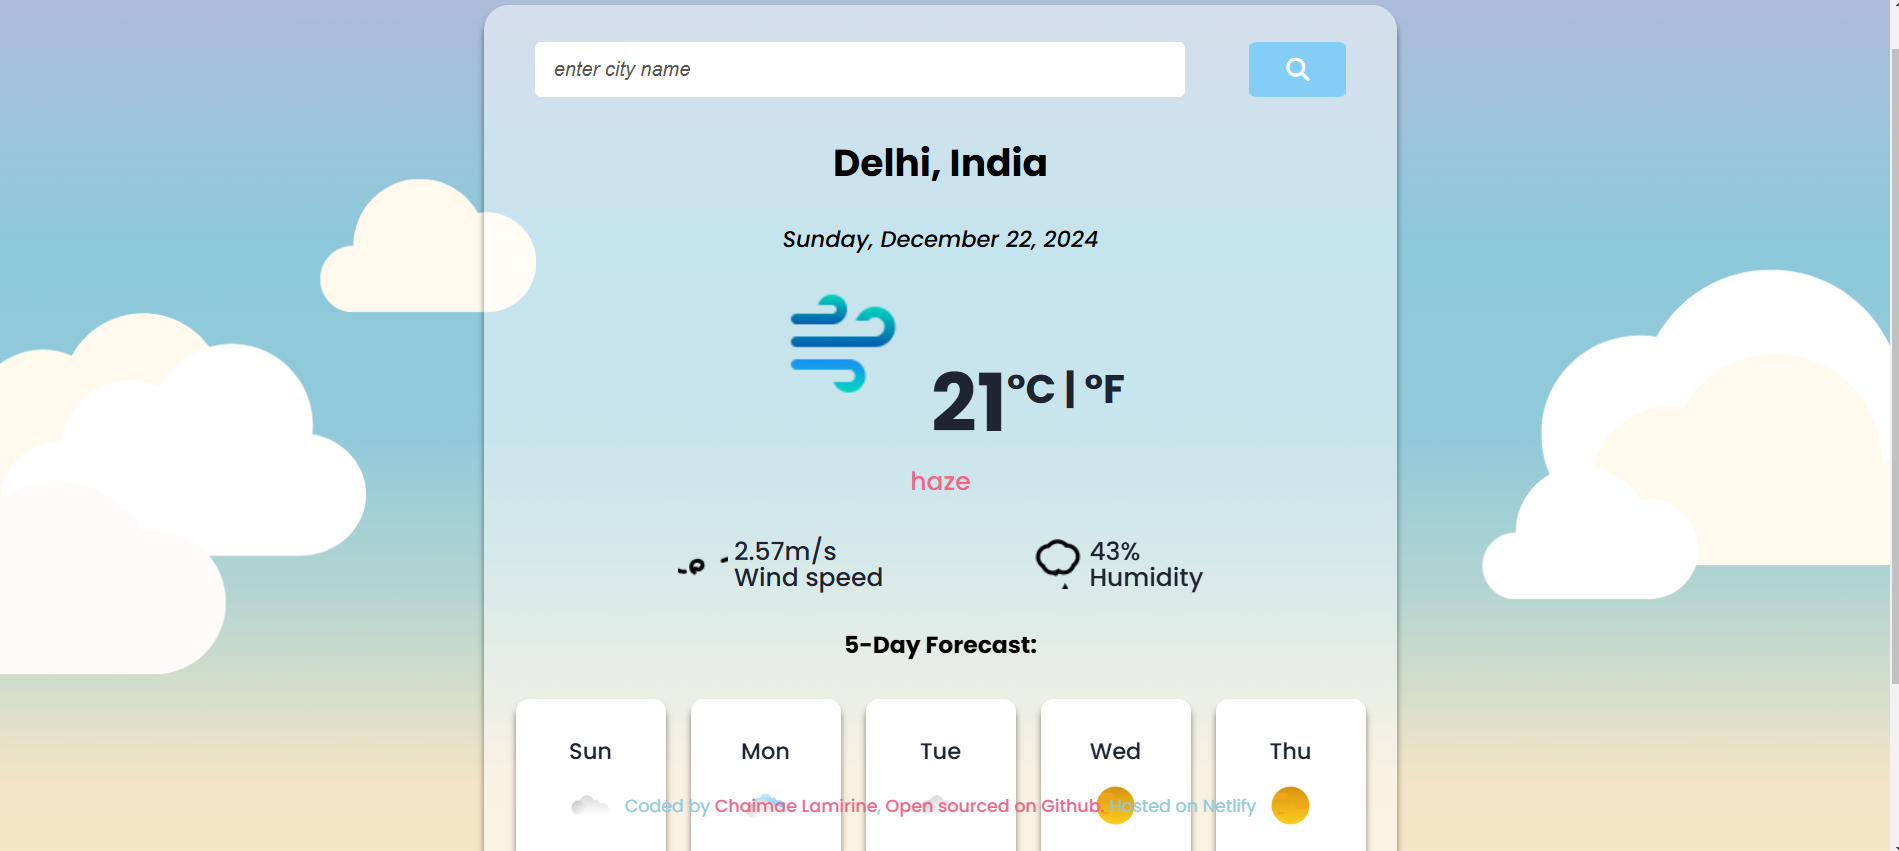 enter city name
Delhi, India
Sunday, December 22, 2024
21°C | °F
haze
2.57m/s
Wind speed
43%
Humidity
5-Day Forecast:
Sun Mon Tue Wed Thu
Coded by Chaimae Lamirine, Open sourced on Github. Hosted on Netlify